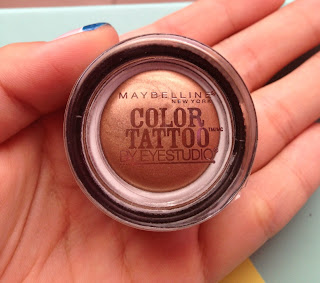 MAYBELLINE
NEW YORK
COLOR
TATTOO
BY EYESTUDIO